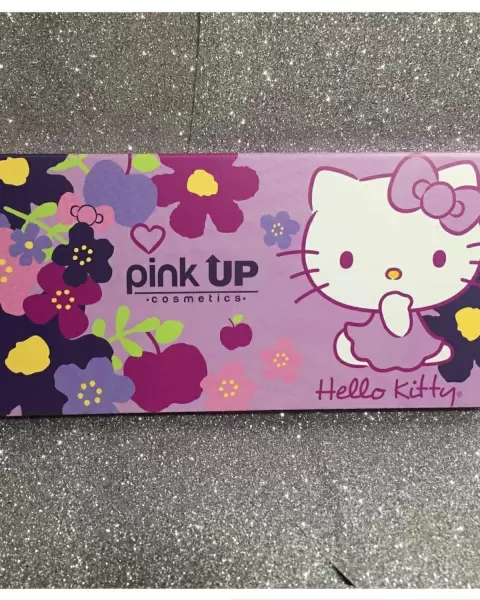 pink UP
•cosmetics•
Hello Kitty®